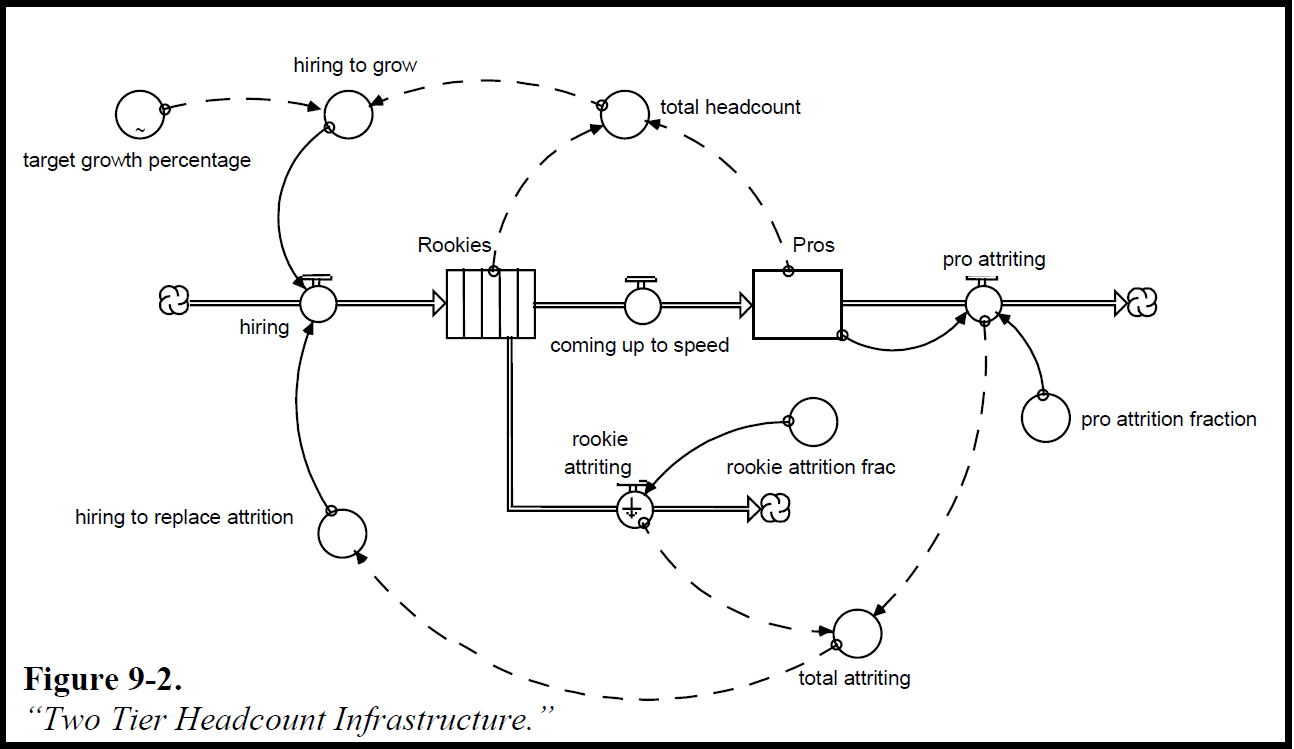 hiring to grow
total headcount
~
target growth percentage
Rookies
Pros
pro attriting
hiring
coming up to speed
pro attrition fraction
rookie
attriting
rookie attrition frac
hiring to replace attrition
total attriting
Figure 9-2.
“Two Tier Headcount Infrastructure.”